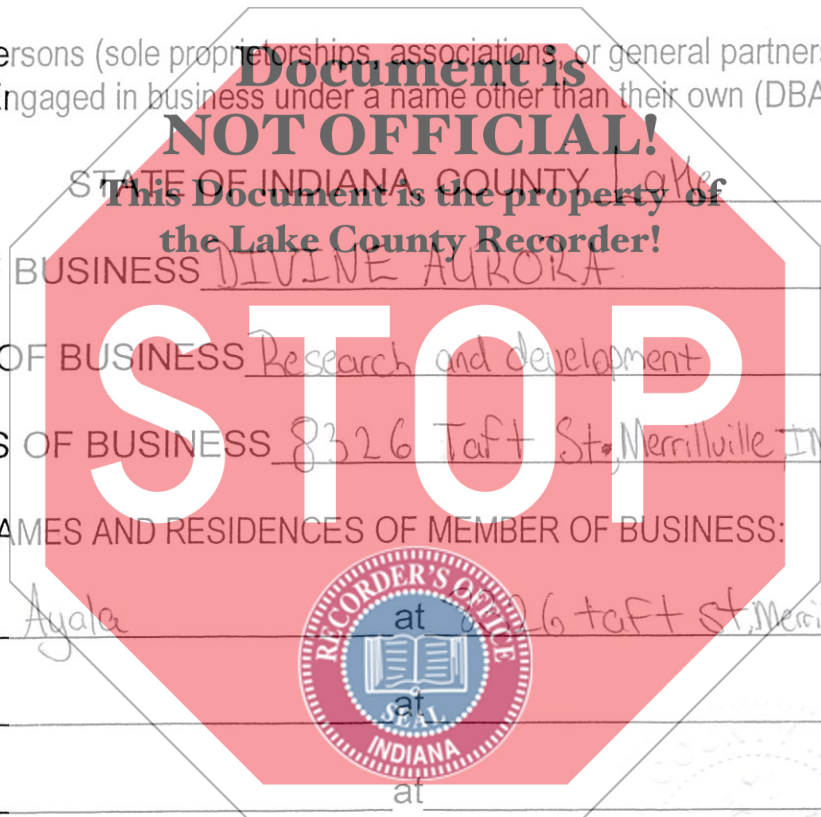 ersons (sole proprietorships, associations, or general partners
Document is
Engaged in business under a name other than their own (DBA
NOT OFFICIAL!
STATE OF INDIANA, COUNTY Lake
This Document is the property of
the Lake County Recorder!
BUSINESS DIVINE AURORA
STOP
OF BUSINESS Research and development
S OF BUSINESS 8326 Taft St., Merrillville IN
AMES AND RESIDENCES OF MEMBER OF BUSINESS:
Ayala at 8326 taft st, Merri
RECORDER'S OFFICE
SEAL
INDIANA
at
at